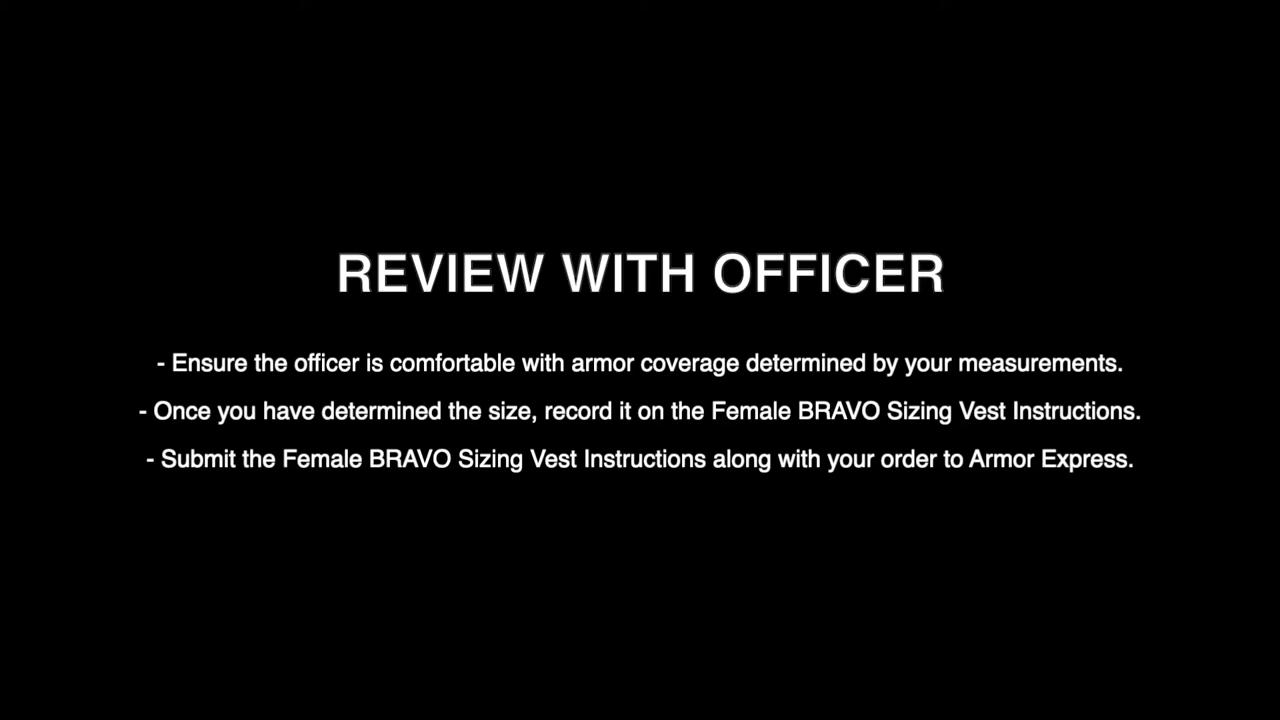 REVIEW WITH OFFICER
- Ensure the officer is comfortable with armor coverage determined by your measurements.
- Once you have determined the size, record it on the Female BRAVO Sizing Vest Instructions.
- Submit the Female BRAVO Sizing Vest Instructions along with your order to Armor Express.